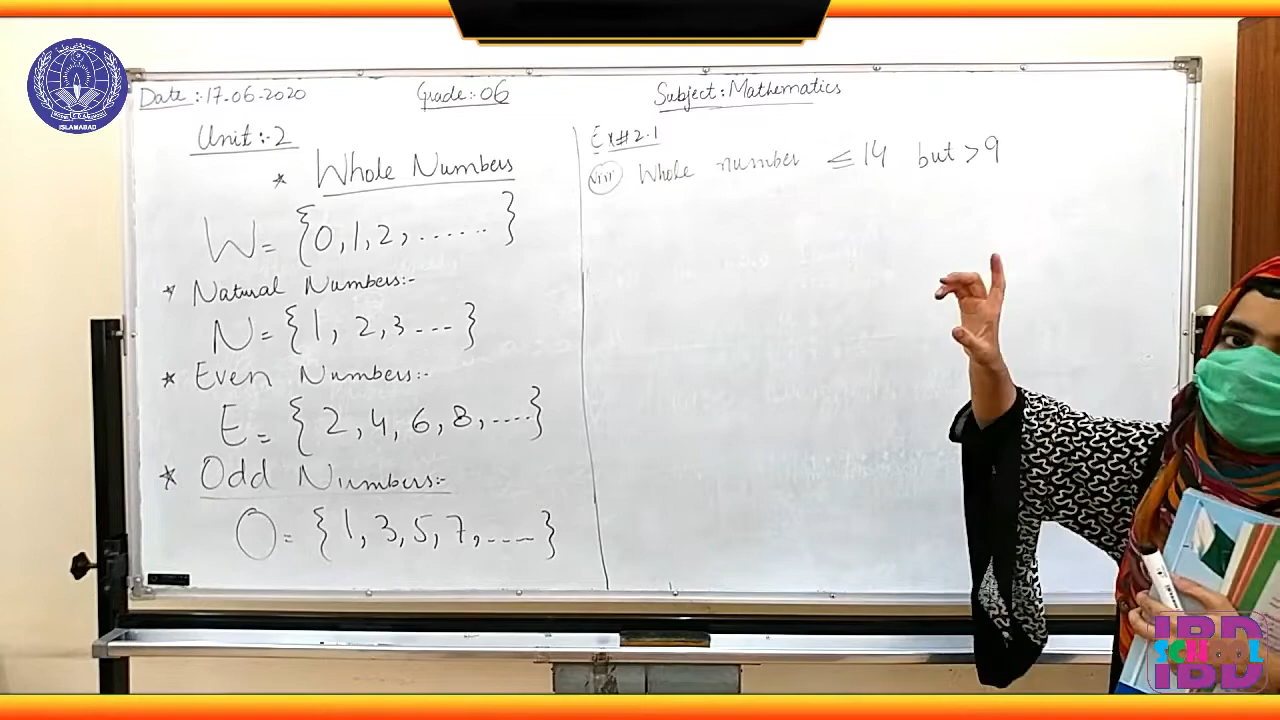 Date:-17-06-2020
Grade:-06
Subject:Mathematics
Unit:-2
* Whole Numbers
W= {0,1,2,......}
* Natural Numbers:-
N={1, 2,3---}
* Even Numbers:-
E= {2,4,6,8,....}
* Odd Numbers:-
O= {1,3,5,7,....}
Ex#2.1
viii Whole number ≤14 but >9
ISLAMABAD
IBD
SCHOOL
IBD